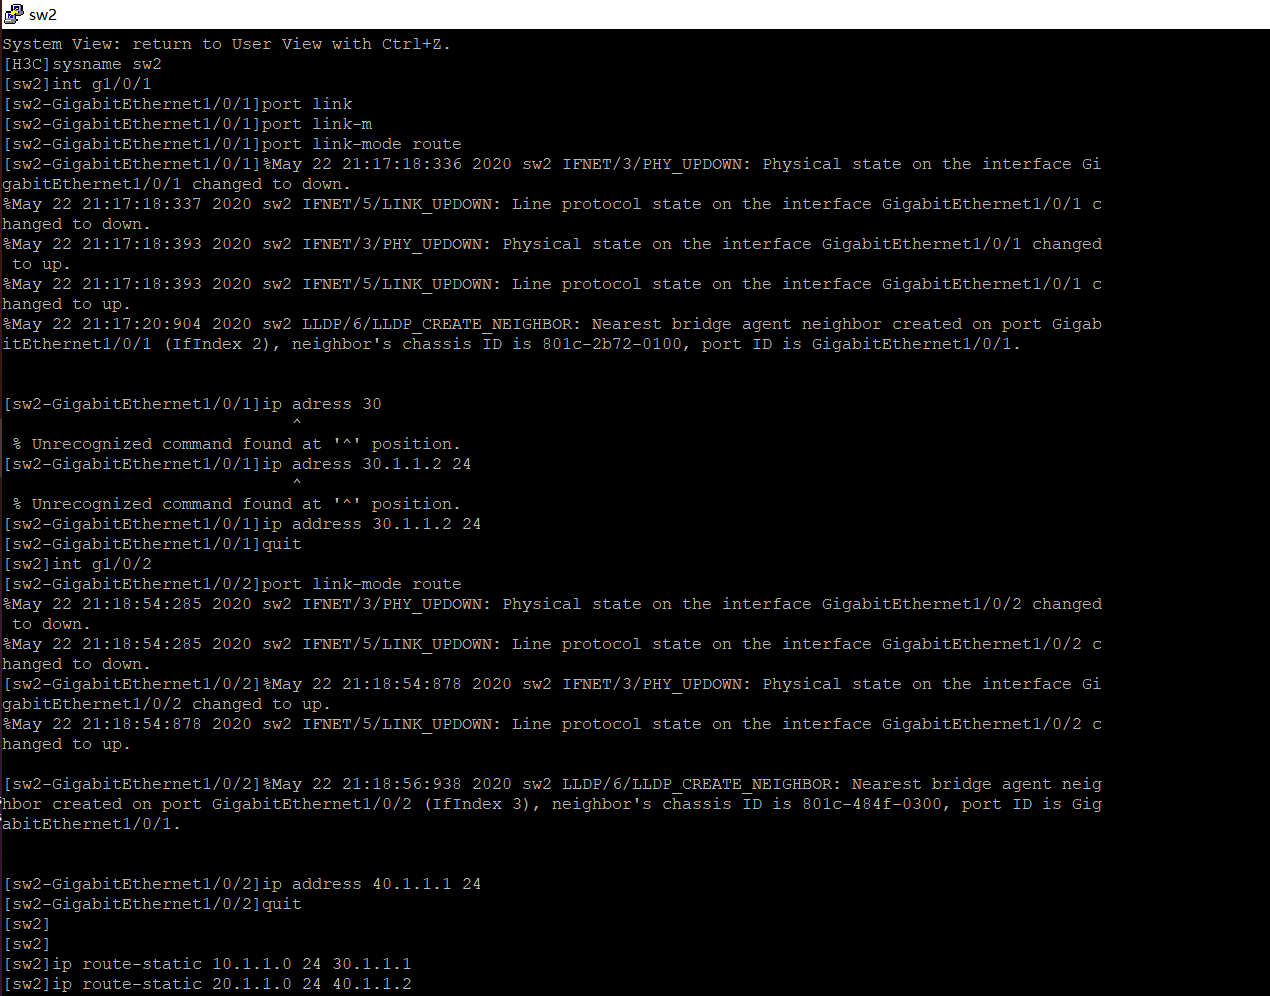 sw2
System View: return to User View with Ctrl+Z.
[H3C]sysname sw2
[sw2]int g1/0/1
[sw2-GigabitEthernet1/0/1]port link
[sw2-GigabitEthernet1/0/1]port link-m
[sw2-GigabitEthernet1/0/1]port link-mode route
[sw2-GigabitEthernet1/0/1]%May 22 21:17:18:336 2020 sw2 IFNET/3/PHY_UPDOWN: Physical state on the interface Gi
gabitEthernet1/0/1 changed to down.
%May 22 21:17:18:337 2020 sw2 IFNET/5/LINK_UPDOWN: Line protocol state on the interface GigabitEthernet1/0/1 c
hanged to down.
%May 22 21:17:18:393 2020 sw2 IFNET/3/PHY_UPDOWN: Physical state on the interface GigabitEthernet1/0/1 changed
 to up.
%May 22 21:17:18:393 2020 sw2 IFNET/5/LINK_UPDOWN: Line protocol state on the interface GigabitEthernet1/0/1 c
hanged to up.
%May 22 21:17:20:904 2020 sw2 LLDP/6/LLDP_CREATE_NEIGHBOR: Nearest bridge agent neighbor created on port Gigab
itEthernet1/0/1 (IfIndex 2), neighbor's chassis ID is 801c-2b72-0100, port ID is GigabitEthernet1/0/1.
[sw2-GigabitEthernet1/0/1]ip adress 30
^
 % Unrecognized command found at '^' position.
[sw2-GigabitEthernet1/0/1]ip adress 30.1.1.2 24
^
 % Unrecognized command found at '^' position.
[sw2-GigabitEthernet1/0/1]ip address 30.1.1.2 24
[sw2-GigabitEthernet1/0/1]quit
[sw2]int g1/0/2
[sw2-GigabitEthernet1/0/2]port link-mode route
%May 22 21:18:54:285 2020 sw2 IFNET/3/PHY_UPDOWN: Physical state on the interface GigabitEthernet1/0/2 changed
 to down.
%May 22 21:18:54:285 2020 sw2 IFNET/5/LINK_UPDOWN: Line protocol state on the interface GigabitEthernet1/0/2 c
hanged to down.
[sw2-GigabitEthernet1/0/2]%May 22 21:18:54:878 2020 sw2 IFNET/3/PHY_UPDOWN: Physical state on the interface Gi
gabitEthernet1/0/2 changed to up.
%May 22 21:18:54:878 2020 sw2 IFNET/5/LINK_UPDOWN: Line protocol state on the interface GigabitEthernet1/0/2 c
hanged to up.
[sw2-GigabitEthernet1/0/2]%May 22 21:18:56:938 2020 sw2 LLDP/6/LLDP_CREATE_NEIGHBOR: Nearest bridge agent neig
hbor created on port GigabitEthernet1/0/2 (IfIndex 3), neighbor's chassis ID is 801c-484f-0300, port ID is Gig
abitEthernet1/0/1.
[sw2-GigabitEthernet1/0/2]ip address 40.1.1.1 24
[sw2-GigabitEthernet1/0/2]quit
[sw2]
[sw2]
[sw2]ip route-static 10.1.1.0 24 30.1.1.1
[sw2]ip route-static 20.1.1.0 24 40.1.1.2